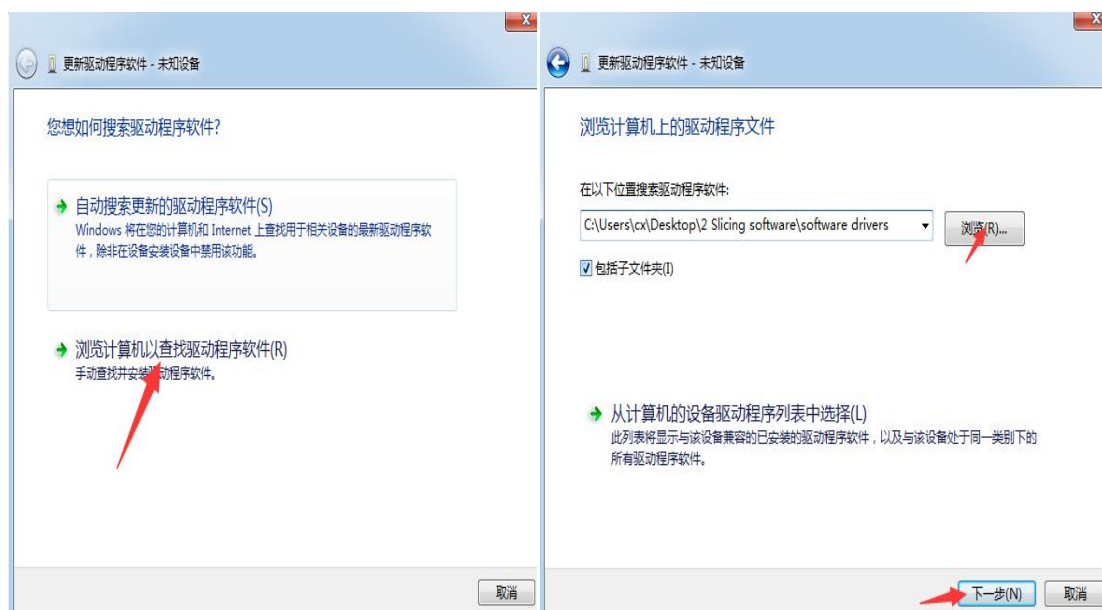 更新驱动程序软件 - 未知设备
您想如何搜索驱动程序软件?
自动搜索更新的驱动程序软件(S)
Windows 将在您的计算机和 Internet 上查找用于相关设备的最新驱动程序软
件，除非在设备安装设备中禁用该功能。
浏览计算机以查找驱动程序软件(R)
手动查找并安装驱动程序软件。
取消
更新驱动程序软件 - 未知设备
浏览计算机上的驱动程序文件
在以下位置搜索驱动程序软件:
C:\Users\cx\Desktop\2 Slicing software\software drivers
浏览(R)...
包括子文件夹(I)
从计算机的设备驱动程序列表中选择(L)
此列表将显示与该设备兼容的已安装的驱动程序软件，以及与该设备处于同一类别下的
所有驱动程序软件。
下一步(N)
取消